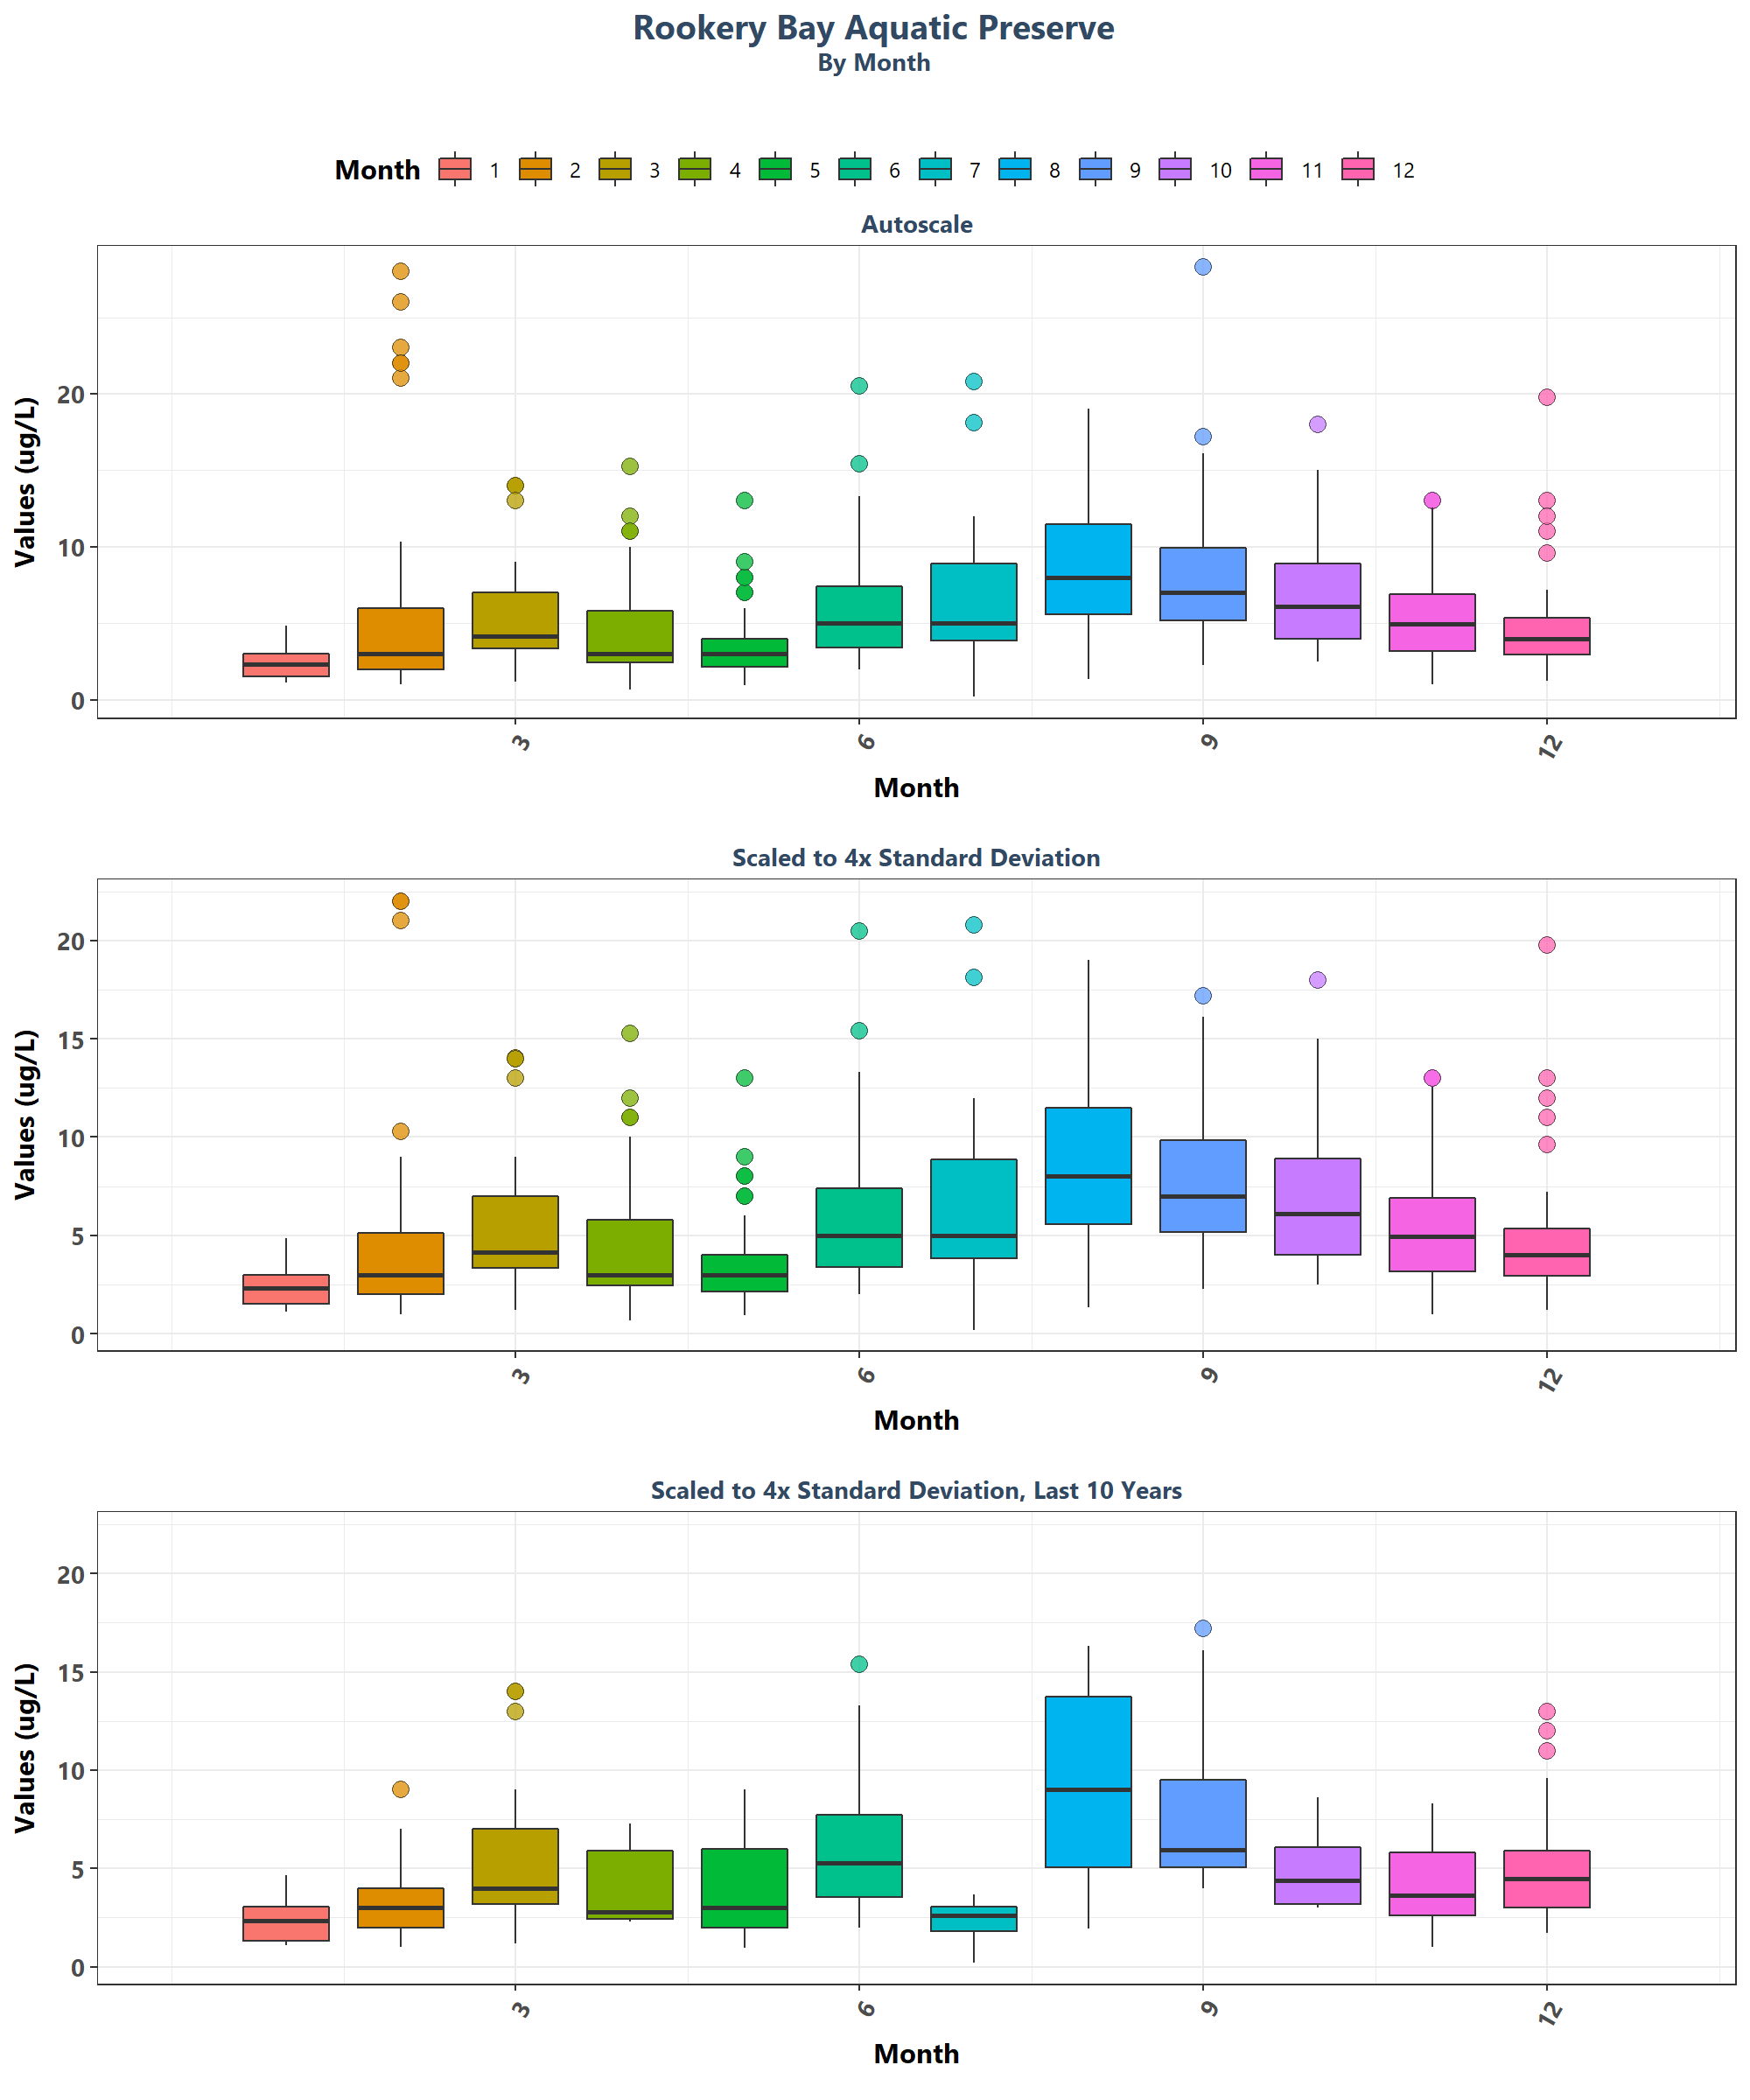 Rookery Bay Aquatic Preserve
By Month
Month 1 2 3 4 5 6 7 8 9 10 11 12
Autoscale
Values (ug/L)
20
10
0
3 6 9 12
Month
Scaled to 4x Standard Deviation
Values (ug/L)
20
15
10
5
0
3 6 9 12
Month
Scaled to 4x Standard Deviation, Last 10 Years
Values (ug/L)
20
15
10
5
0
3 6 9 12
Month